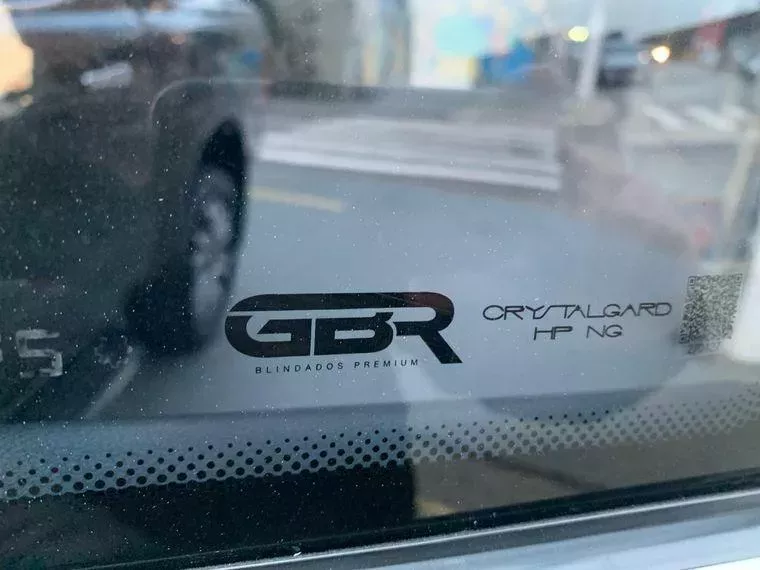 GBR
BLINDADOS PREMIUM
CRYSTALGARD
HP NG